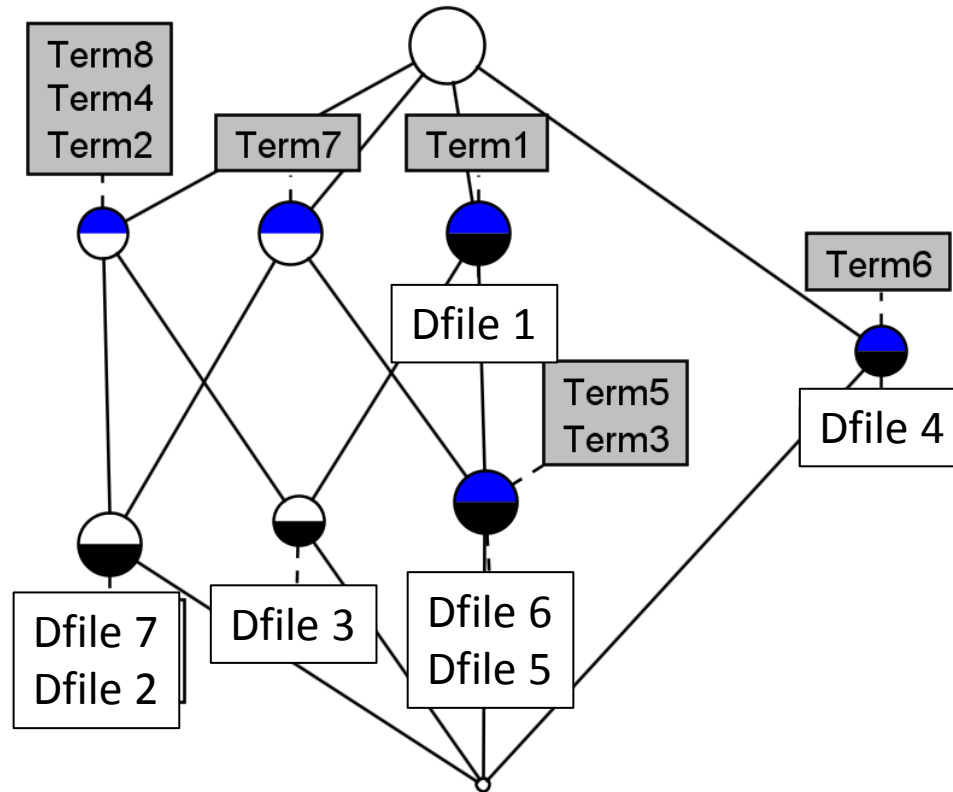 Term8
Term4
Term2
Term7
Term1
Term6
Dfile 1
Term5
Term3
Dfile 4
Dfile 7
Dfile 2
Dfile 3
Dfile 6
Dfile 5